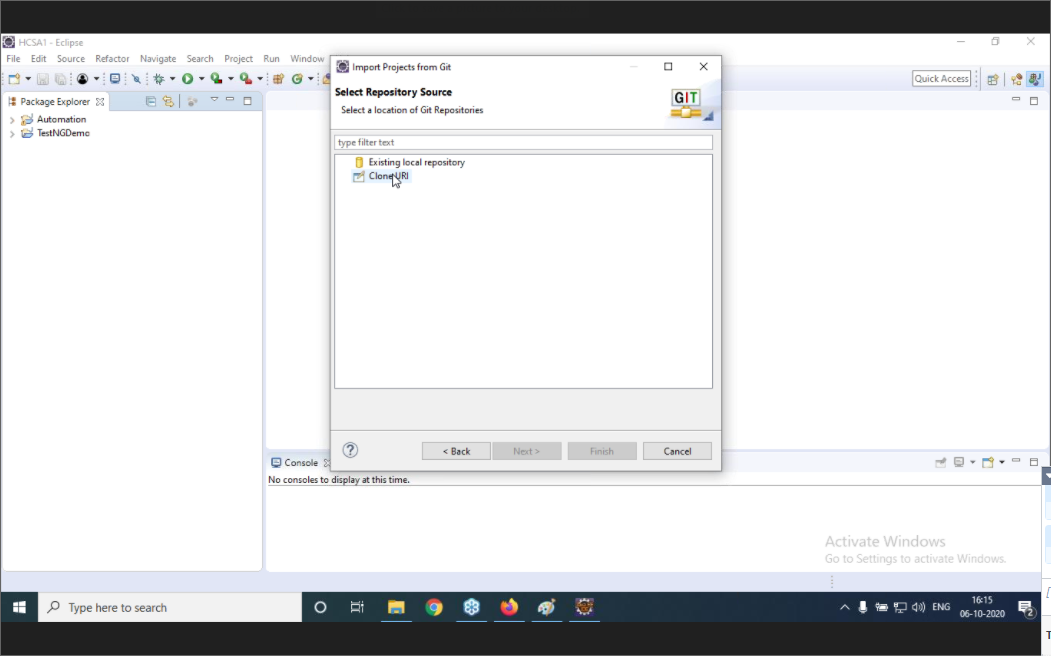 HCSA1 - Eclipse
File Edit Source Refactor Navigate Search Project Run Window
Quick Access
Package Explorer
Automation
TestNGDemo
Import Projects from Git
Select Repository Source
Select a location of Git Repositories
GIT
type filter text
Existing local repository
Clone URI
?
< Back
Next >
Finish
Cancel
Console
No consoles to display at this time.
Activate Windows
Go to Settings to activate Windows.
Type here to search
ENG
16:15
06-10-2020
2